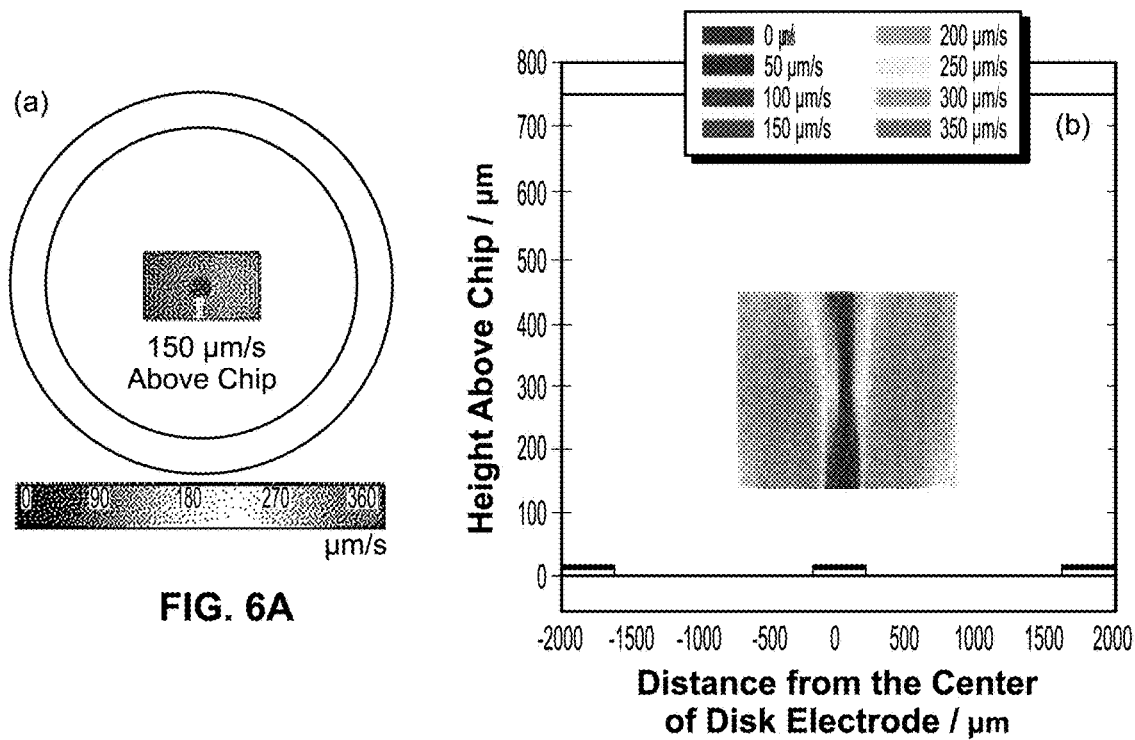 (a)
150 µm/s
Above Chip
0 90 180 270 360
µm/s
FIG. 6A
50 µm/s
100 µm/s
150 µm/s
200 µm/s
250 µm/s
300 µm/s
350 µm/s
(b)
Height Above Chip / µm
800
700
600
500
400
300
200
100
0
-2000 -1500 -1000 -500 0 500 1000 1500 2000
Distance from the Center
of Disk Electrode / µm